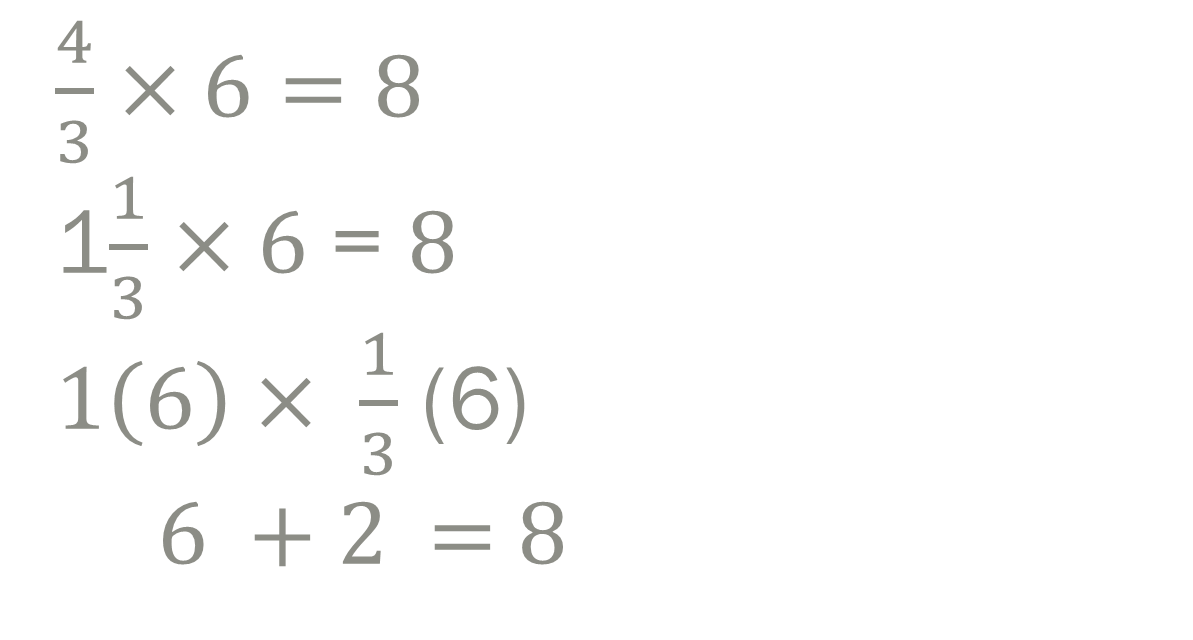 4/3 × 6 = 8
1 1/3 × 6 = 8
1(6) × 1/3 (6)
6 + 2 = 8